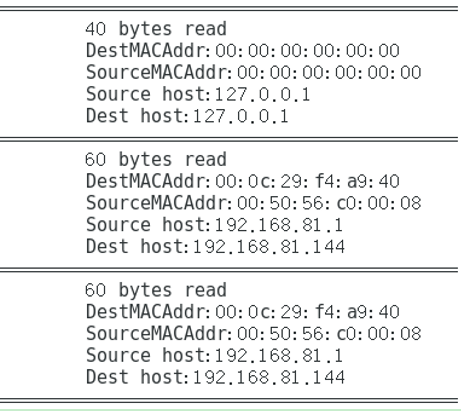 40 bytes read
DestMACAddr:00:00:00:00:00:00
SourceMACAddr:00:00:00:00:00:00
Source host:127.0.0.1
Dest host:127.0.0.1
60 bytes read
DestMACAddr:00:0c:29:f4:a9:40
SourceMACAddr:00:50:56:c0:00:08
Source host:192.168.81.1
Dest host:192.168.81.144
60 bytes read
DestMACAddr:00:0c:29:f4:a9:40
SourceMACAddr:00:50:56:c0:00:08
Source host:192.168.81.1
Dest host:192.168.81.144